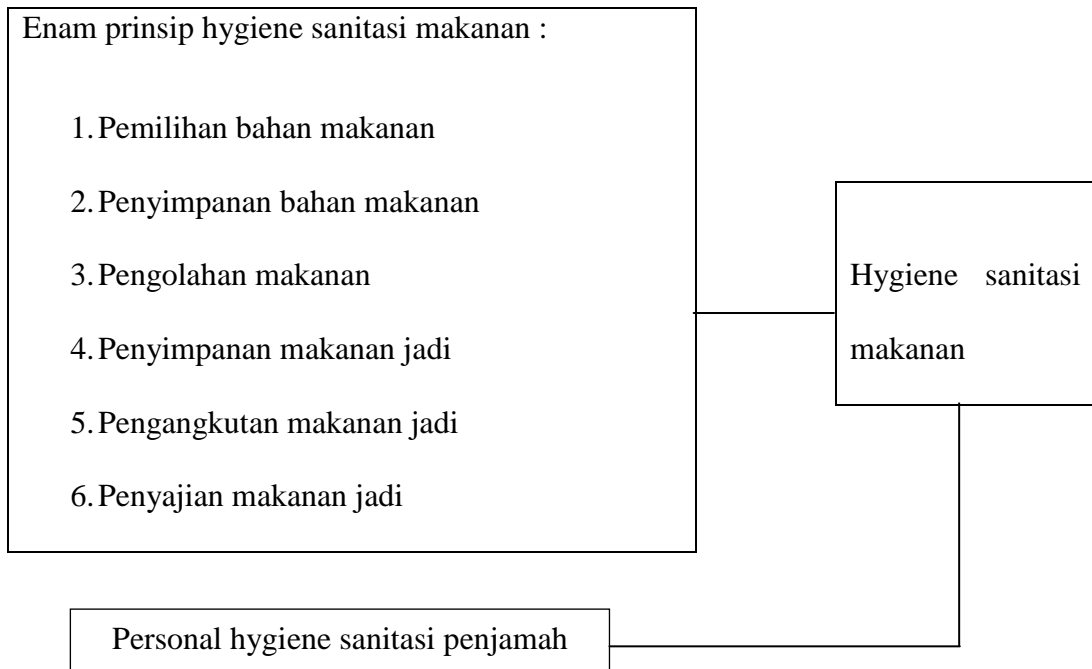 Enam prinsip hygiene sanitasi makanan :
1. Pemilihan bahan makanan
2. Penyimpanan bahan makanan
3. Pengolahan makanan
4. Penyimpanan makanan jadi
5. Pengangkutan makanan jadi
6. Penyajian makanan jadi
Hygiene sanitasi
makanan
Personal hygiene sanitasi penjamah